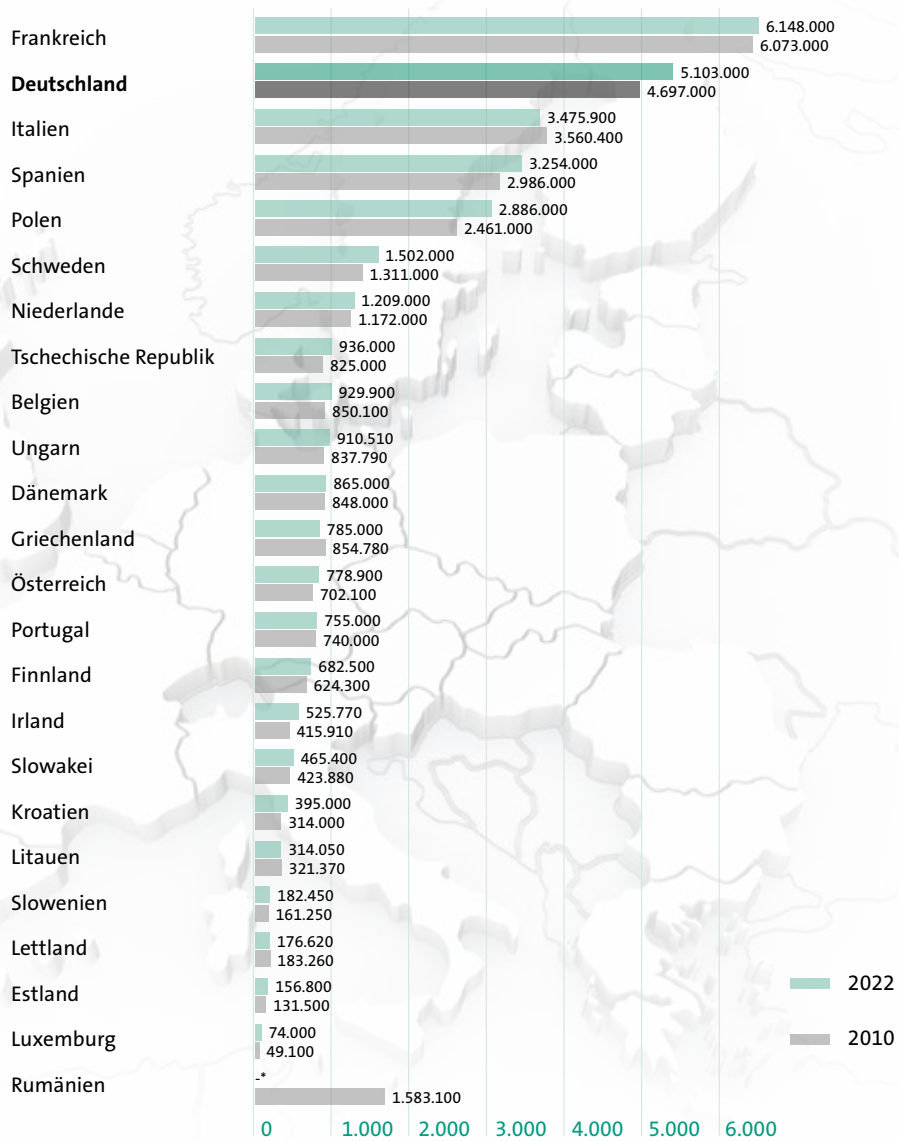 Frankreich 6.148.000
6.073.000
Deutschland 5.103.000
4.697.000
Italien 3.475.900
3.560.400
Spanien 3.254.000
2.986.000
Polen 2.886.000
2.461.000
Schweden 1.502.000
1.311.000
Niederlande 1.209.000
1.172.000
Tschechische Republik 936.000
825.000
Belgien 929.900
850.100
Ungarn 910.510
837.790
Dänemark 865.000
848.000
Griechenland 785.000
854.780
Österreich 778.900
702.100
Portugal 755.000
740.000
Finnland 682.500
624.300
Irland 525.770
415.910
Slowakei 465.400
423.880
Kroatien 395.000
314.000
Litauen 314.050
321.370
Slowenien 182.450
161.250
Lettland 176.620
183.260
Estland 156.800
131.500
Luxemburg 74.000
49.100
Rumänien -*
1.583.100
2022
2010
0 1.000 2.000 3.000 4.000 5.000 6.000